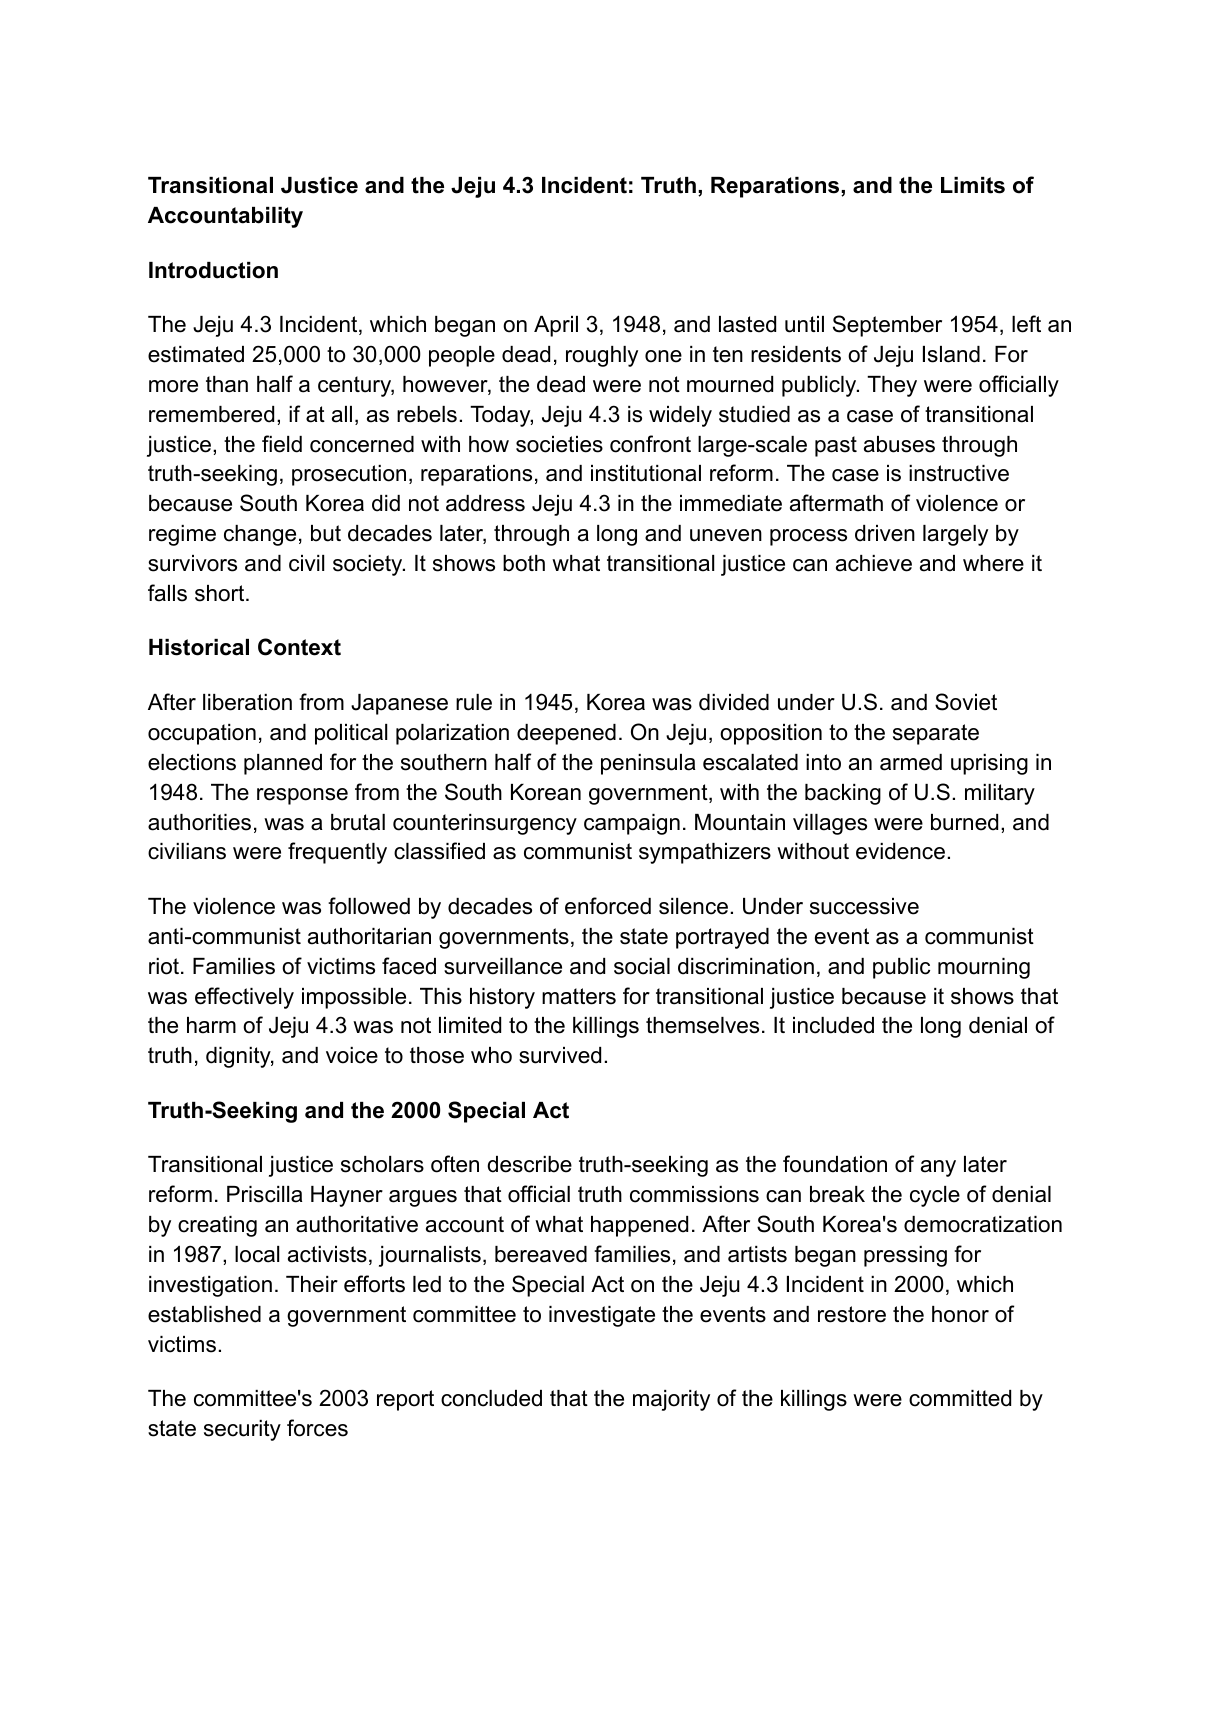 Transitional Justice and the Jeju 4.3 Incident: Truth, Reparations, and the Limits of
Accountability
Introduction
The Jeju 4.3 Incident, which began on April 3, 1948, and lasted until September 1954, left an
estimated 25,000 to 30,000 people dead, roughly one in ten residents of Jeju Island. For
more than half a century, however, the dead were not mourned publicly. They were officially
remembered, if at all, as rebels. Today, Jeju 4.3 is widely studied as a case of transitional
justice, the field concerned with how societies confront large-scale past abuses through
truth-seeking, prosecution, reparations, and institutional reform. The case is instructive
because South Korea did not address Jeju 4.3 in the immediate aftermath of violence or
regime change, but decades later, through a long and uneven process driven largely by
survivors and civil society. It shows both what transitional justice can achieve and where it
falls short.
Historical Context
After liberation from Japanese rule in 1945, Korea was divided under U.S. and Soviet
occupation, and political polarization deepened. On Jeju, opposition to the separate
elections planned for the southern half of the peninsula escalated into an armed uprising in
1948. The response from the South Korean government, with the backing of U.S. military
authorities, was a brutal counterinsurgency campaign. Mountain villages were burned, and
civilians were frequently classified as communist sympathizers without evidence.
The violence was followed by decades of enforced silence. Under successive
anti-communist authoritarian governments, the state portrayed the event as a communist
riot. Families of victims faced surveillance and social discrimination, and public mourning
was effectively impossible. This history matters for transitional justice because it shows that
the harm of Jeju 4.3 was not limited to the killings themselves. It included the long denial of
truth, dignity, and voice to those who survived.
Truth-Seeking and the 2000 Special Act
Transitional justice scholars often describe truth-seeking as the foundation of any later
reform. Priscilla Hayner argues that official truth commissions can break the cycle of denial
by creating an authoritative account of what happened. After South Korea's democratization
in 1987, local activists, journalists, bereaved families, and artists began pressing for
investigation. Their efforts led to the Special Act on the Jeju 4.3 Incident in 2000, which
established a government committee to investigate the events and restore the honor of
victims.
The committee's 2003 report concluded that the majority of the killings were committed by
state security forces